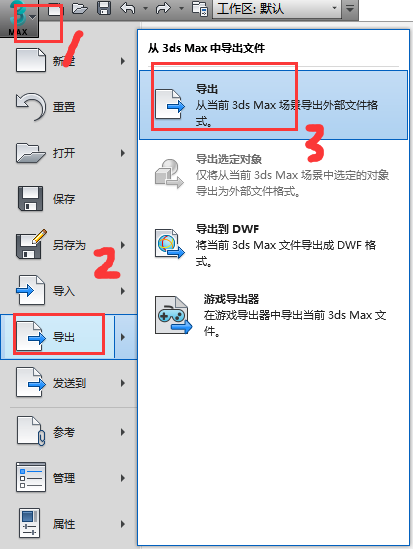 MAX
工作区: 默认
1
新建
重置
打开
保存
另存为
2
导入
导出
发送到
参考
管理
属性
从 3ds Max 中导出文件
导出
从当前 3ds Max 场景导出外部文件格
式。
3
导出选定对象
仅将从当前 3ds Max 场景中选定的对象
导出为外部文件格式。
导出到 DWF
将当前 3ds Max 文件导出成 DWF 格
式。
游戏导出器
在游戏导出器中导出当前 3ds Max 文
件。